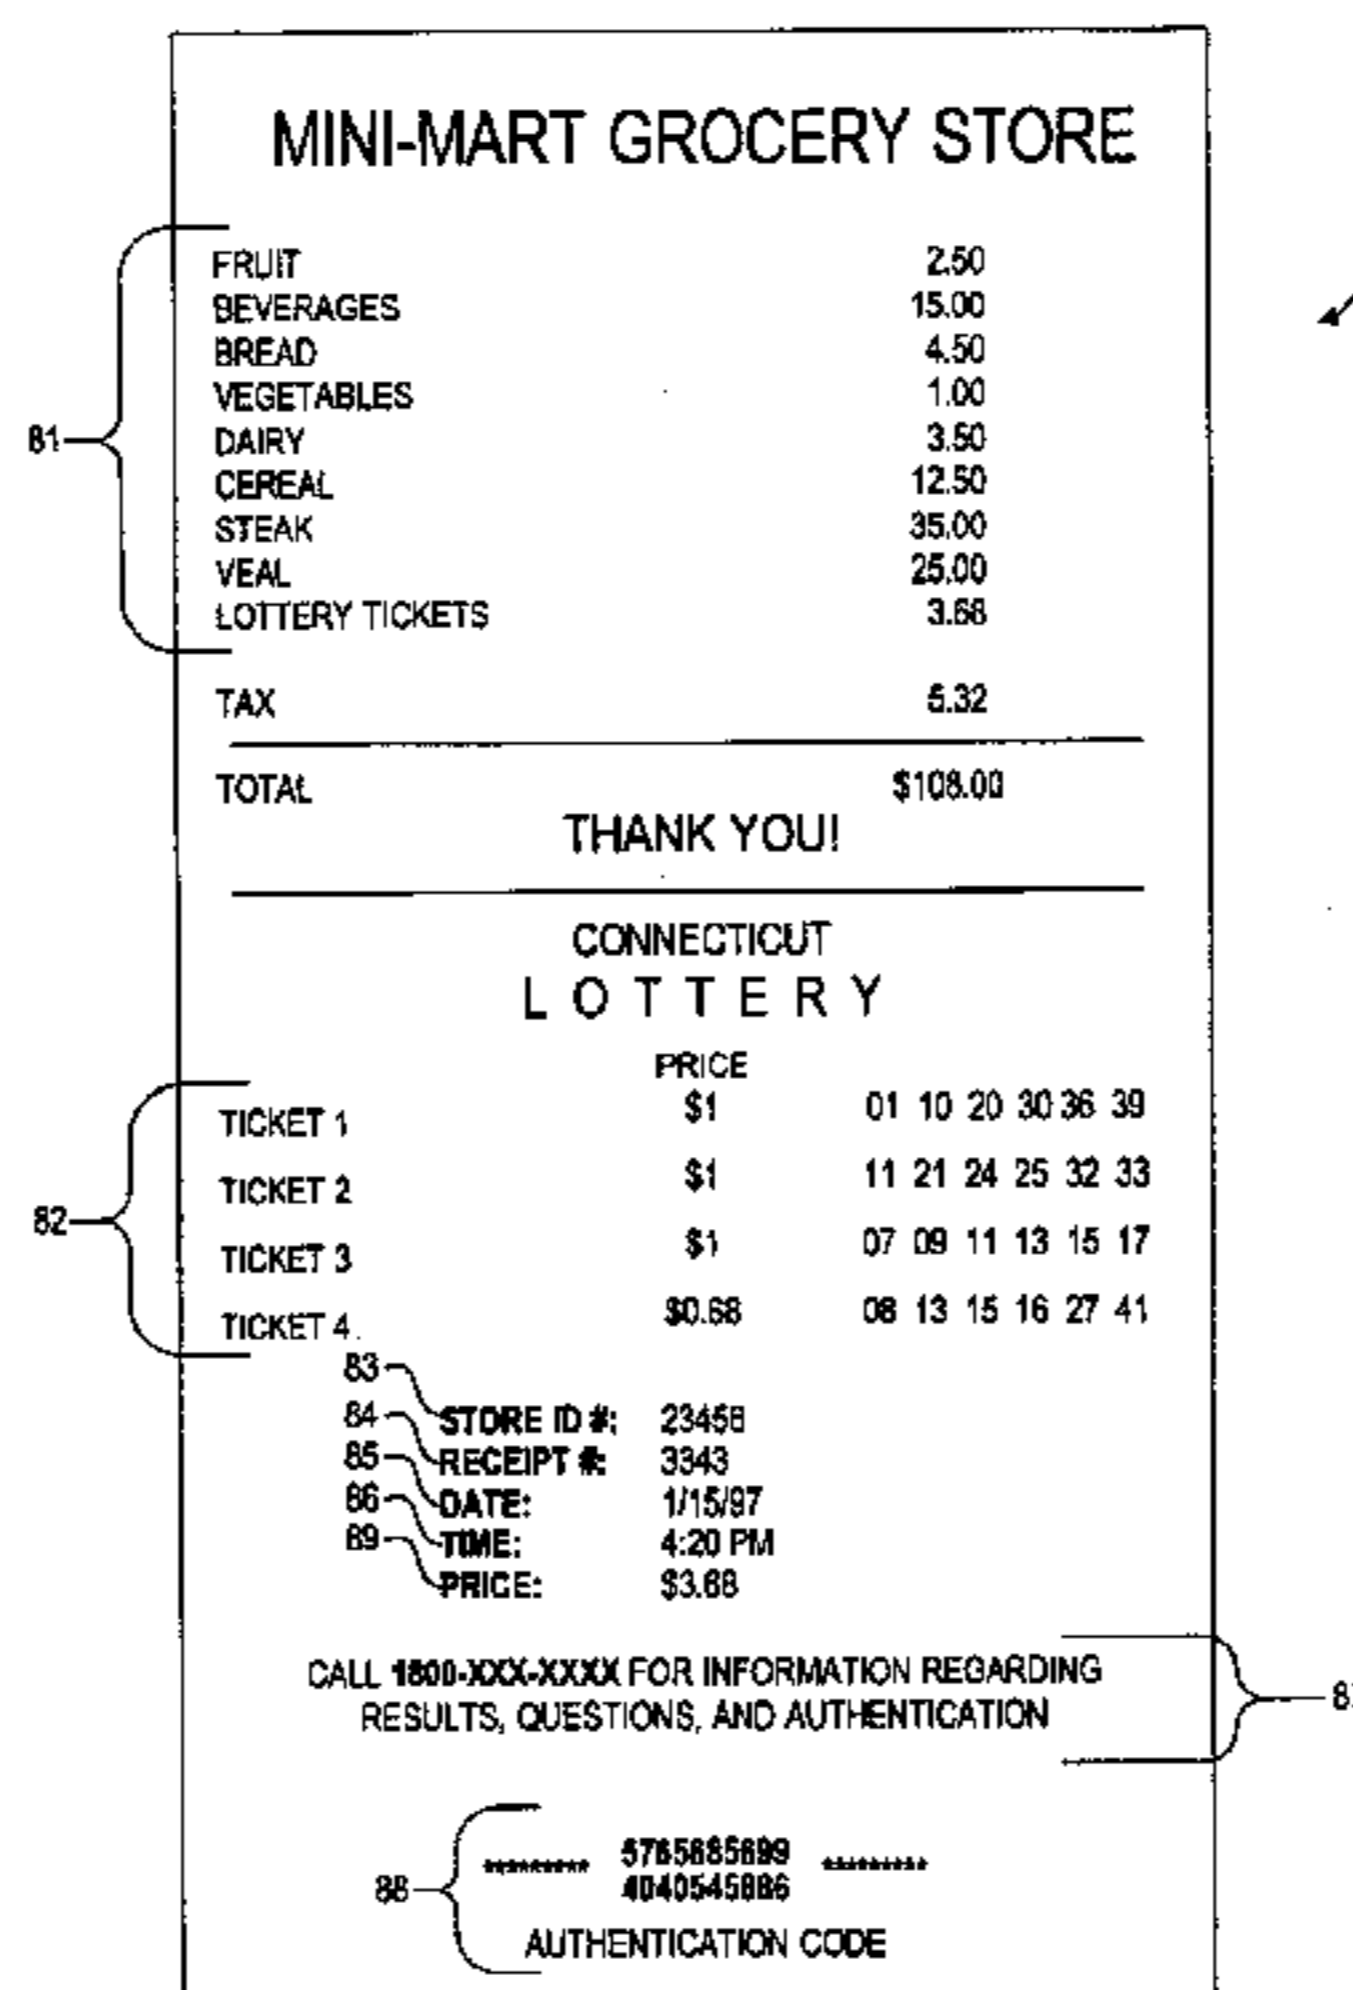 MINI-MART GROCERY STORE
FRUIT 2.50
BEVERAGES 15.00
BREAD 4.50
VEGETABLES 1.00
81 DAIRY 3.50
CEREAL 12.50
STEAK 35.00
VEAL 25.00
LOTTERY TICKETS 3.68
TAX 5.32
TOTAL $108.00
THANK YOU!
CONNECTICUT
LOTTERY
PRICE
TICKET 1 $1 01 10 20 30 36 39
TICKET 2 $1 11 21 24 25 32 33
82
TICKET 3 $1 07 09 11 13 15 17
TICKET 4 $0.68 08 13 15 16 27 41
83 STORE ID #: 23456
84 RECEIPT #: 3343
85 DATE: 1/15/97
86 TIME: 4:20 PM
89 PRICE: $3.68
CALL 1800-XXX-XXXX FOR INFORMATION REGARDING
RESULTS, QUESTIONS, AND AUTHENTICATION
********* 5765685699 *********
88 4040545886
AUTHENTICATION CODE